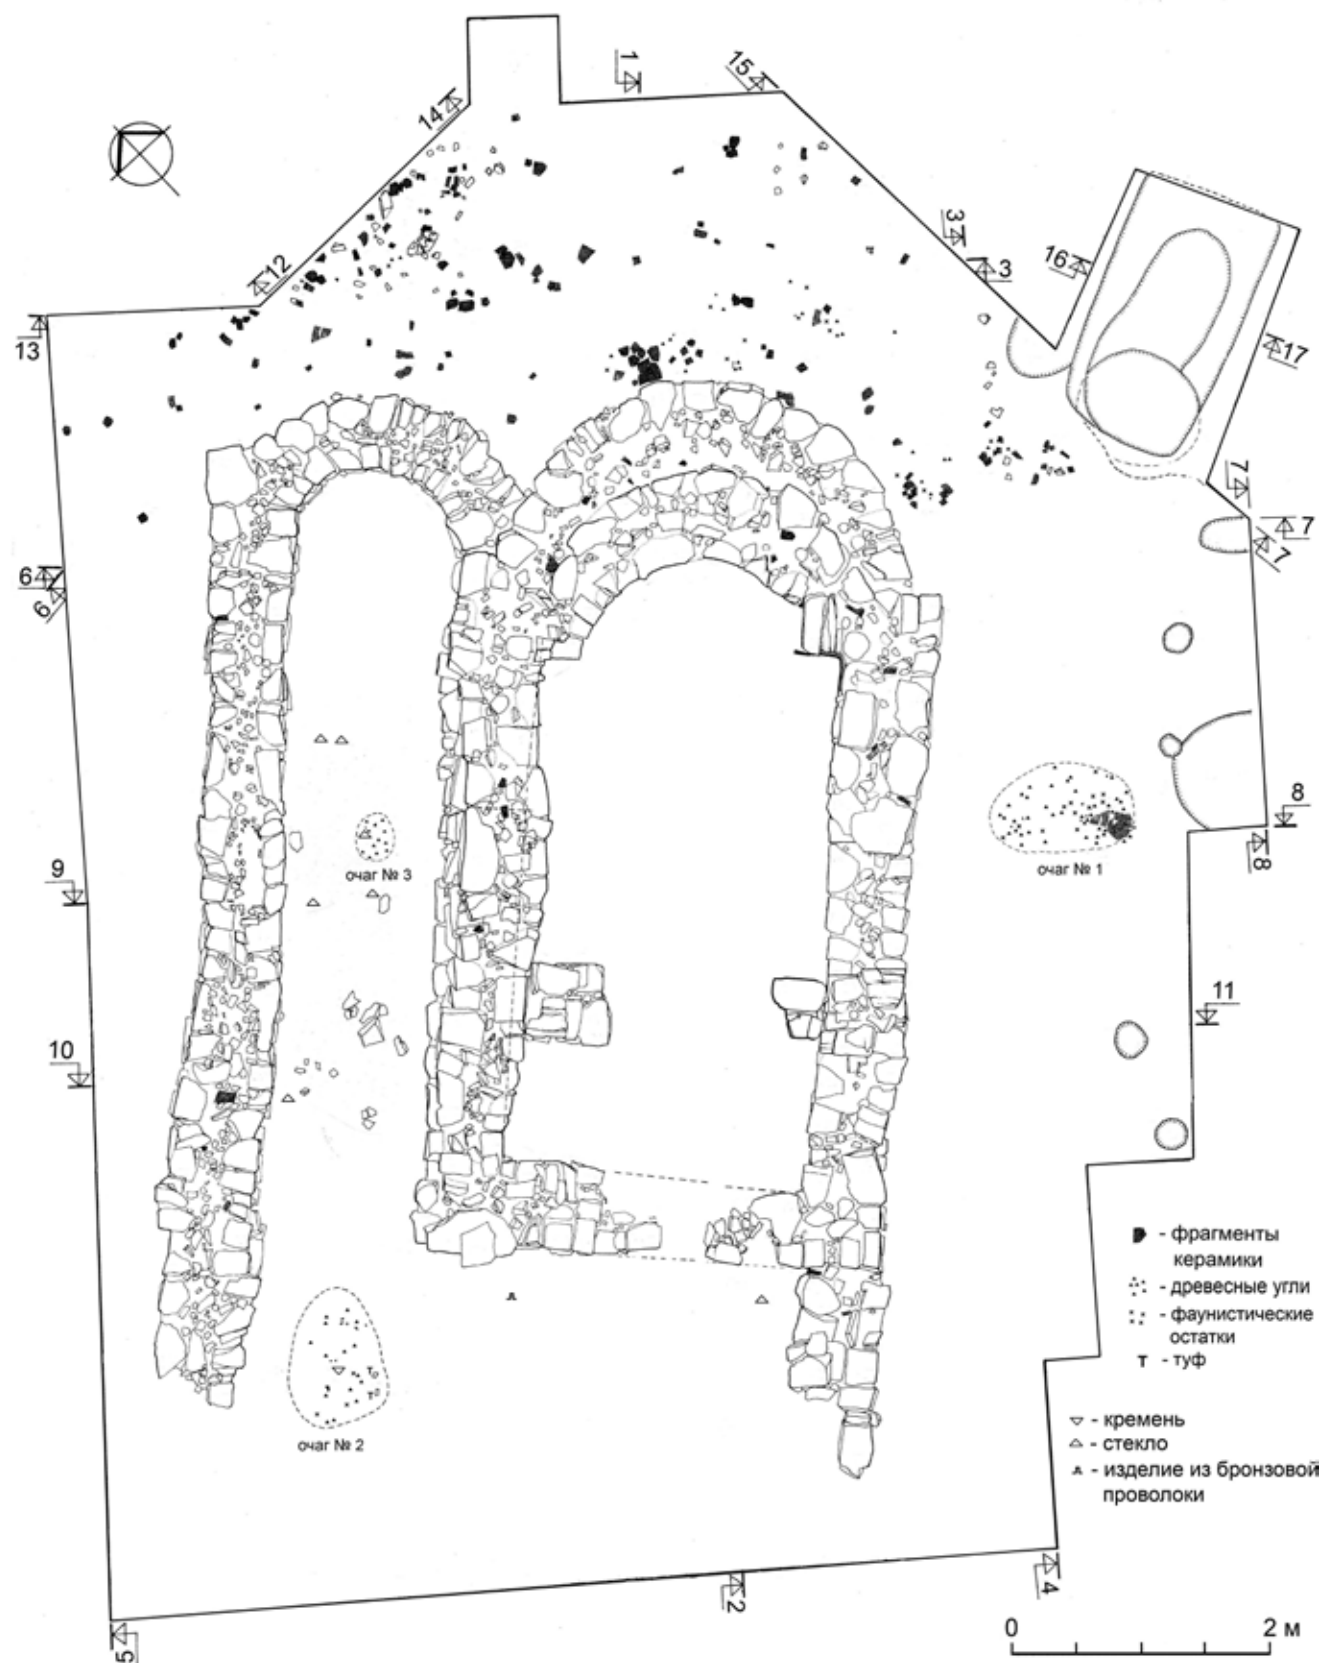 1
15
14
3
3
12
16
13
17
7
7
7
6
6
8
8
очаг № 3
очаг № 1
9
11
10
- фрагменты
керамики
- древесные угли
- фаунистические
остатки
т - туф
- кремень
- стекло
- изделие из бронзовой
проволоки
т
т
очаг № 2
2
4
5
0 2 м